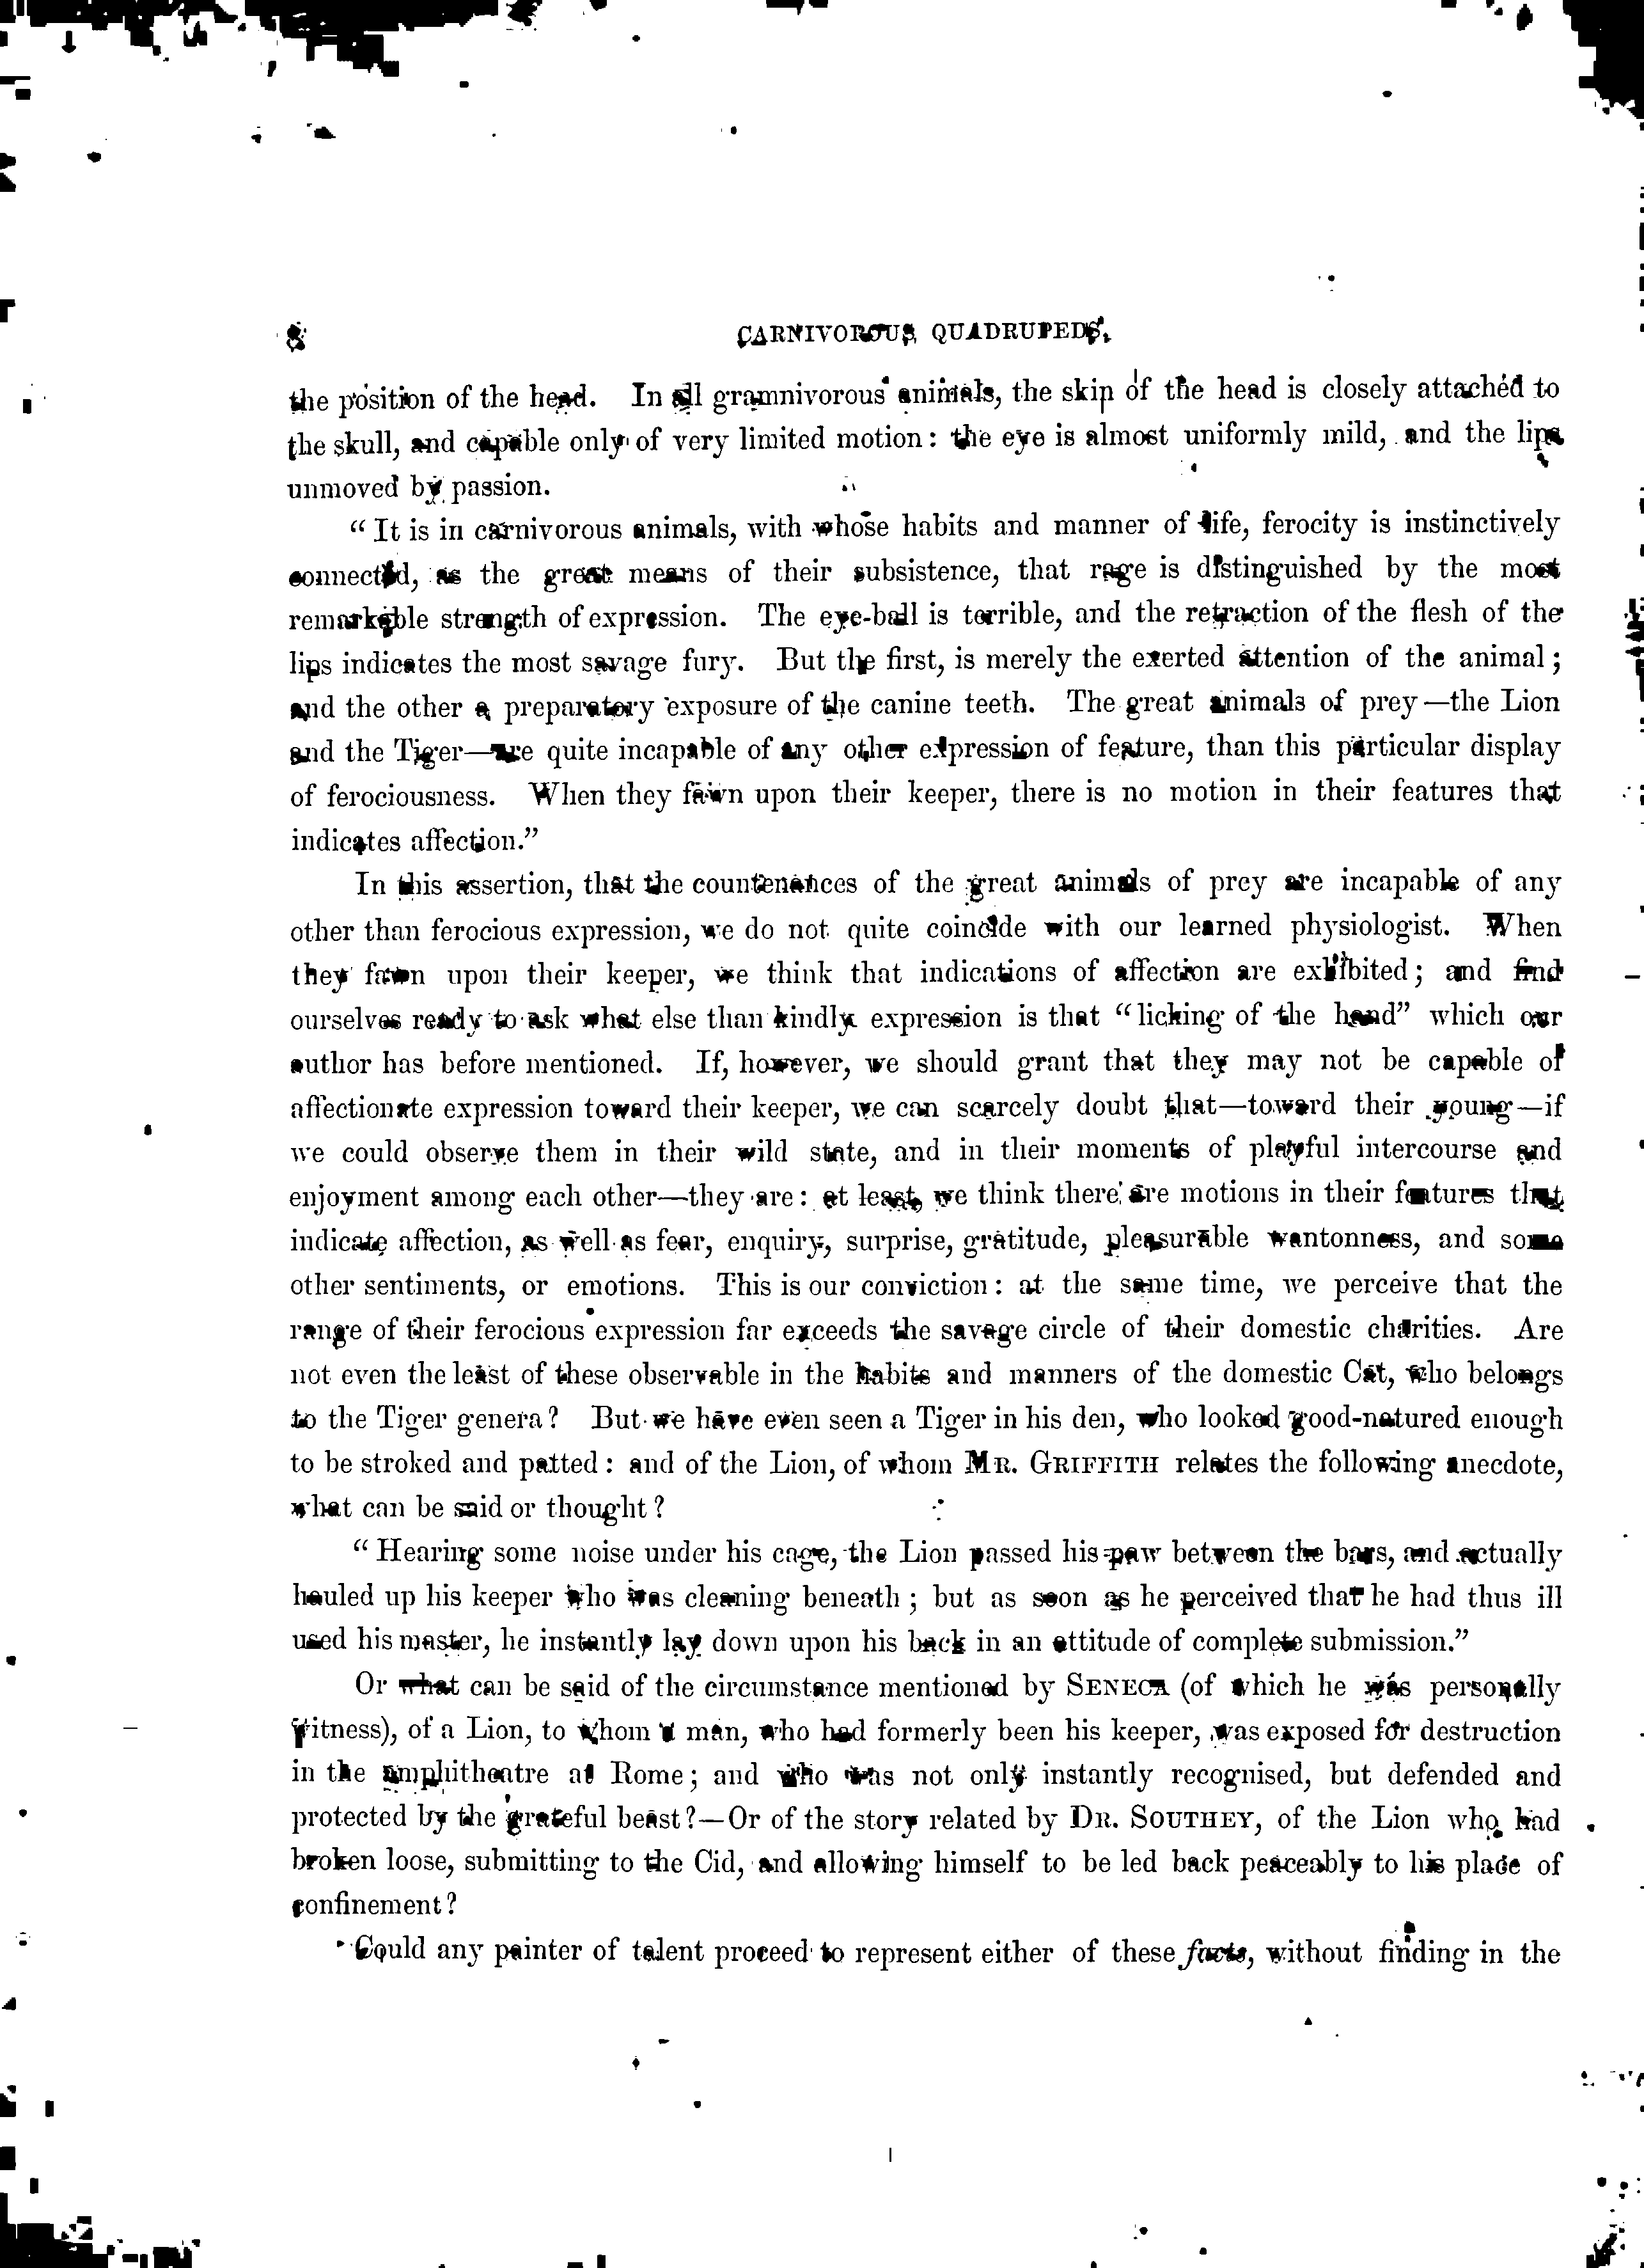 8 CARNIVOROUS QUADRUPEDS.
the position of the head. In all gramnivorous animals, the skin of the head is closely attached to
the skull, and capable only of very limited motion: the eye is almost uniformly mild, and the lips
unmoved by passion.
“It is in carnivorous animals, with whose habits and manner of life, ferocity is instinctively
connected, as the great means of their subsistence, that rage is distinguished by the most
remarkable strength of expression. The eye-ball is terrible, and the retraction of the flesh of the
lips indicates the most savage fury. But the first, is merely the exerted attention of the animal;
and the other a preparatory exposure of the canine teeth. The great animals of prey—the Lion
and the Tiger—are quite incapable of any other expression of feature, than this particular display
of ferociousness. When they fawn upon their keeper, there is no motion in their features that
indicates affection.”
In this assertion, that the countenances of the great animals of prey are incapable of any
other than ferocious expression, we do not quite coincide with our learned physiologist. When
they fawn upon their keeper, we think that indications of affection are exhibited; and find
ourselves ready to ask what else than kindly expression is that “licking of the hand” which our
author has before mentioned. If, however, we should grant that they may not be capable of
affectionate expression toward their keeper, we can scarcely doubt that—toward their young—if
we could observe them in their wild state, and in their moments of playful intercourse and
enjoyment among each other—they are: at least, we think there are motions in their features that
indicate affection, as well as fear, enquiry, surprise, gratitude, pleasurable wantonness, and some
other sentiments, or emotions. This is our conviction: at the same time, we perceive that the
range of their ferocious expression far exceeds the savage circle of their domestic charities. Are
not even the least of these observable in the habits and manners of the domestic Cat, who belongs
to the Tiger genera? But we have even seen a Tiger in his den, who looked good-natured enough
to be stroked and patted: and of the Lion, of whom MR. GRIFFITH relates the following anecdote,
what can be said or thought?
“Hearing some noise under his cage, the Lion passed his paw between the bars, and actually
hauled up his keeper who was cleaning beneath; but as soon as he perceived that he had thus ill
used his master, he instantly lay down upon his back in an attitude of complete submission.”
Or what can be said of the circumstance mentioned by SENECA (of which he was personally
witness), of a Lion, to whom a man, who had formerly been his keeper, was exposed for destruction
in the amphitheatre at Rome; and who was not only instantly recognised, but defended and
protected by the grateful beast?—Or of the story related by DR. SOUTHEY, of the Lion who had
broken loose, submitting to the Cid, and allowing himself to be led back peaceably to his place of
confinement?
Could any painter of talent proceed to represent either of these facts, without finding in the